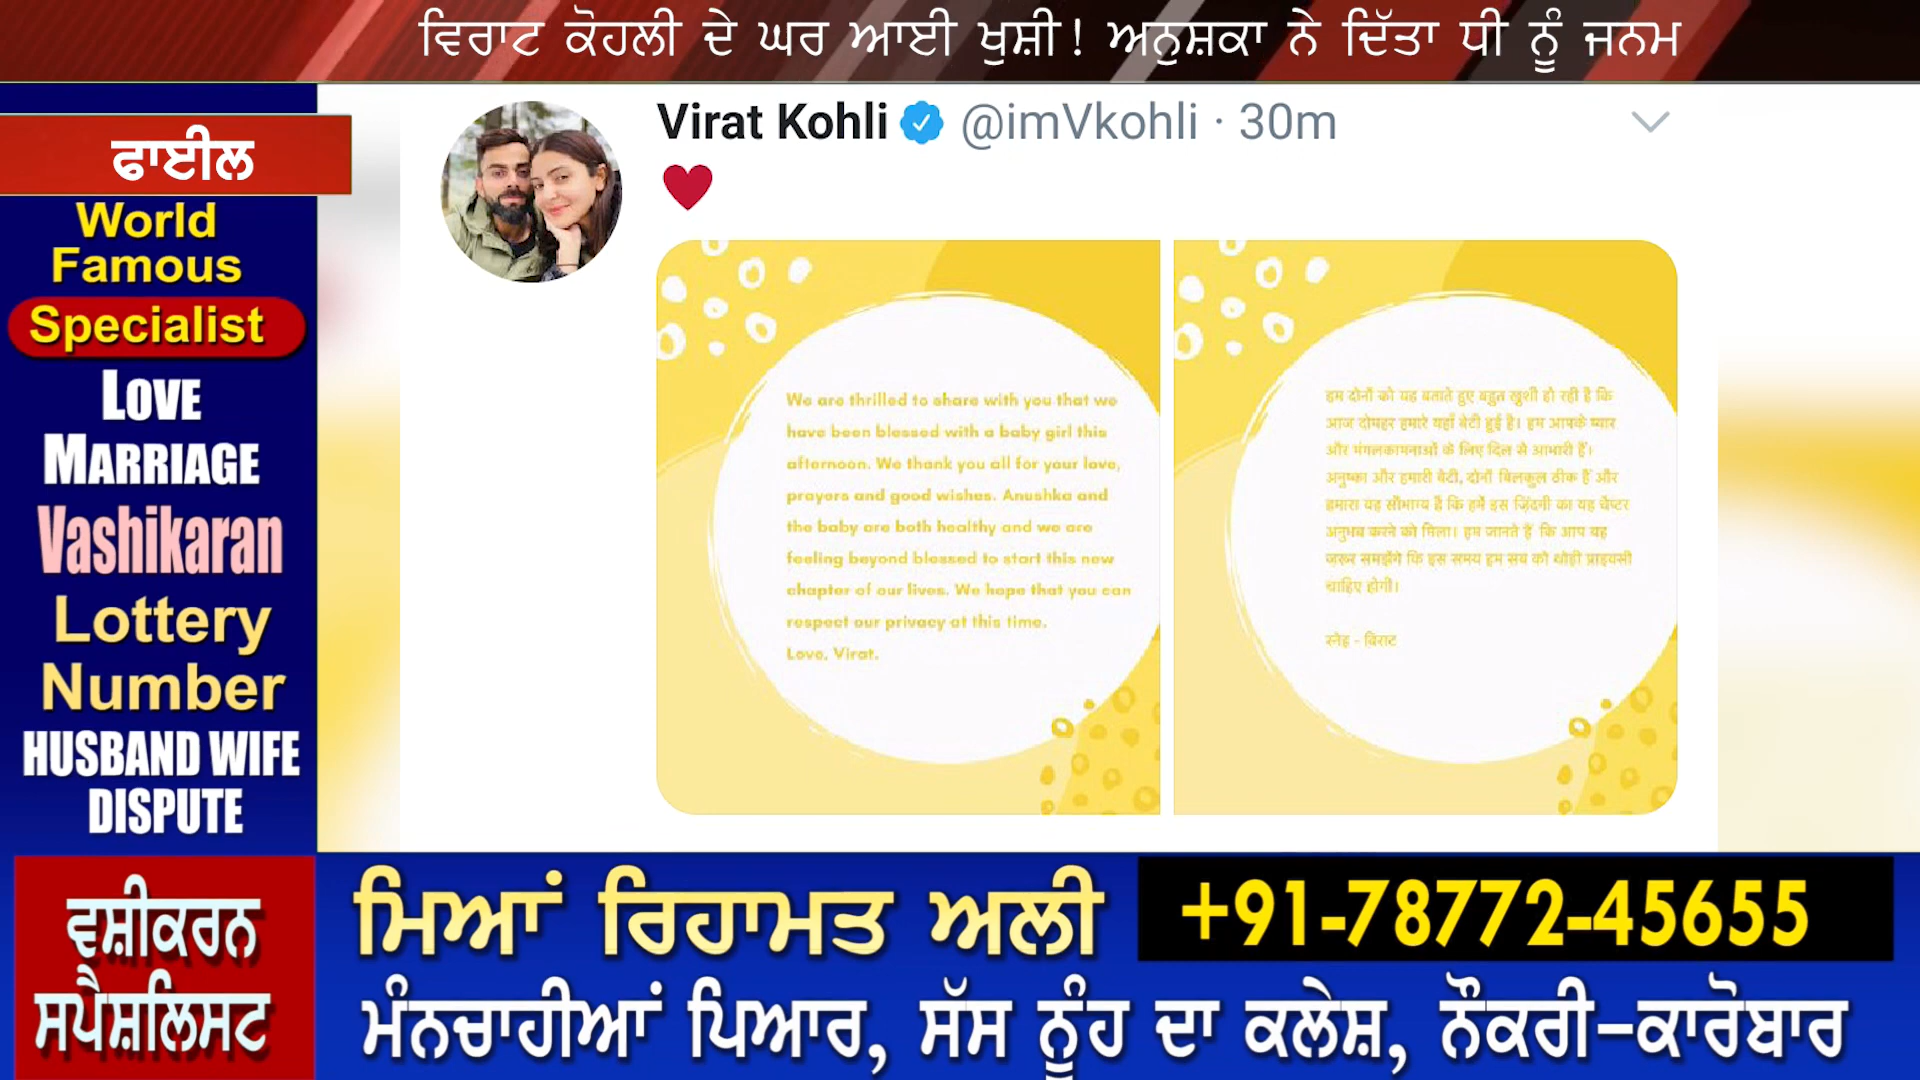 ਵਿਰਾਟ ਕੋਹਲੀ ਦੇ ਘਰ ਆਈ ਖੁਸ਼ੀ! ਅਨੁਸ਼ਕਾ ਨੇ ਦਿੱਤਾ ਧੀ ਨੂੰ ਜਨਮ
ਫਾਈਲ
World
Famous
Specialist
LOVE
MARRIAGE
Vashikaran
Lottery
Number
HUSBAND WIFE
DISPUTE
Virat Kohli @imVkohli · 30m
We are thrilled to share with you that we
have been blessed with a baby girl this
afternoon. We thank you all for your love,
prayers and good wishes. Anushka and
the baby are both healthy and we are
feeling beyond blessed to start this new
chapter of our lives. We hope that you can
respect our privacy at this time.
Love, Virat.
हम दोनों को यह बताते हुए बहुत खुशी हो रही है कि
आज दोपहर हमारे यहाँ बेटी हुई है। हम आपके प्यार
और मंगलकामनाओं के लिए दिल से आभारी हैं।
अनुष्का और हमारी बेटी, दोनों बिलकुल ठीक हैं और
हमारा यह सौभाग्य है कि हमें इस ज़िंदगी का यह चैप्टर
अनुभव करने को मिला। हम जानते हैं कि आप यह
ज़रूर समझेंगे कि इस समय हम सब को थोड़ी प्राइवसी
चाहिए होगी।
स्नेह - विराट
ਵਸ਼ੀਕਰਨ
ਸਪੈਸ਼ਲਿਸਟ
ਮਿਆਂ ਰਿਹਾਮਤ ਅਲੀ +91-78772-45655
ਮੰਨਚਾਹੀਆਂ ਪਿਆਰ, ਸੱਸ ਨੂੰਹ ਦਾ ਕਲੇਸ਼, ਨੌਕਰੀ-ਕਾਰੋਬਾਰ